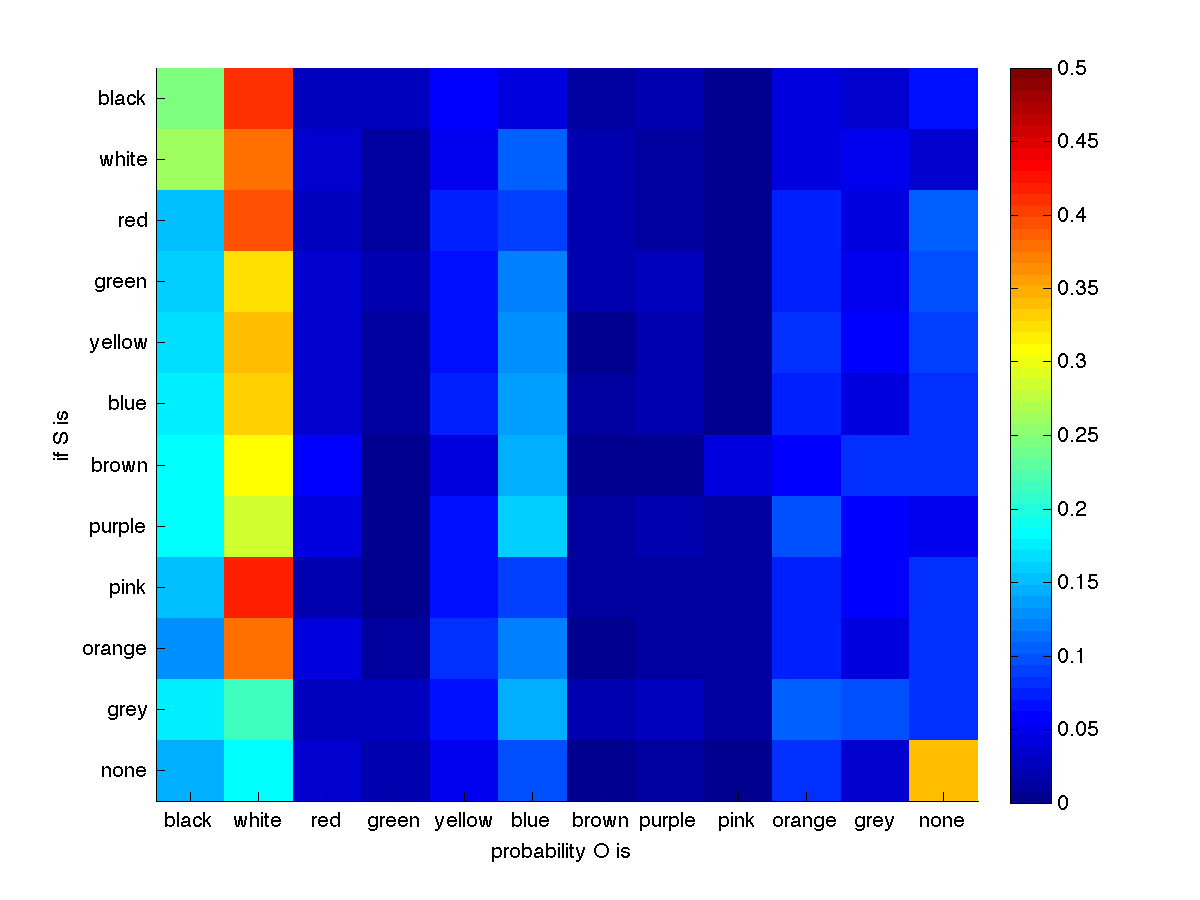 black
white
red
green
yellow
blue
brown
purple
pink
orange
grey
none
if S is
black white red green yellow blue brown purple pink orange grey none
probability O is
0.5
0.45
0.4
0.35
0.3
0.25
0.2
0.15
0.1
0.05
0